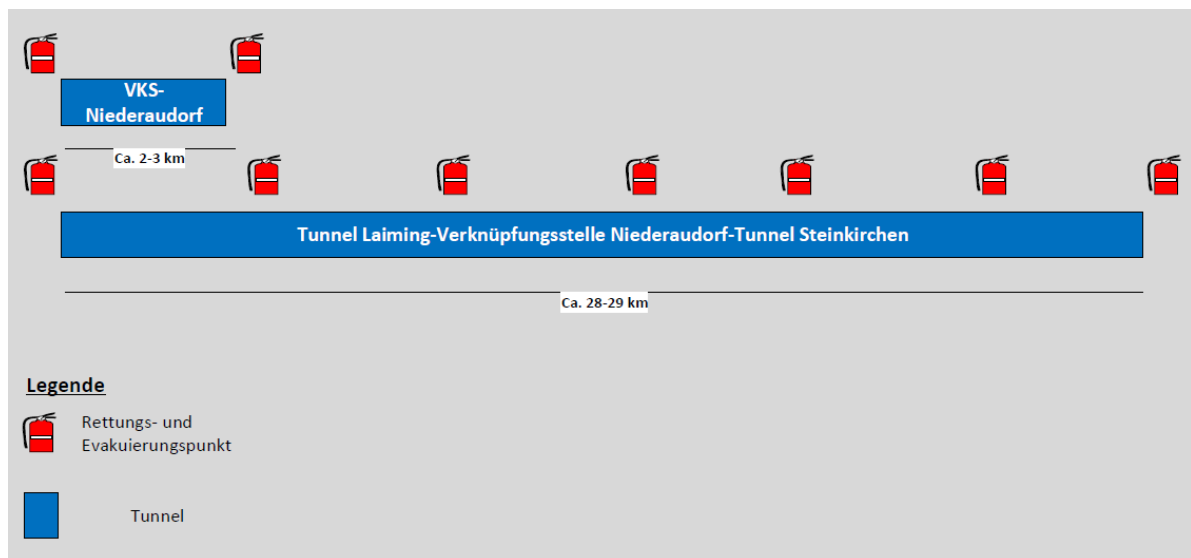 VKS-
Niederaudorf
Ca. 2-3 km
Tunnel Laiming-Verknüpfungsstelle Niederaudorf-Tunnel Steinkirchen
Ca. 28-29 km
Legende
Rettungs- und
Evakuierungspunkt
Tunnel